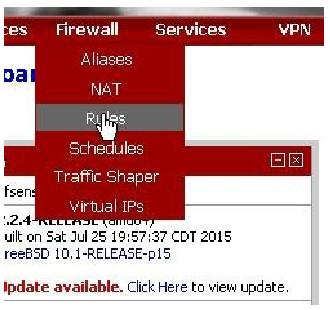 ces Firewall Services VPN
Aliases
NAT
Rules
Schedules
Traffic Shaper
Virtual IPs
fsens
2.2.4-RELEASE (amd64)
uilt on Sat Jul 25 19:57:37 CDT 2015
reeBSD 10.1-RELEASE-p15
Update available. Click Here to view update.